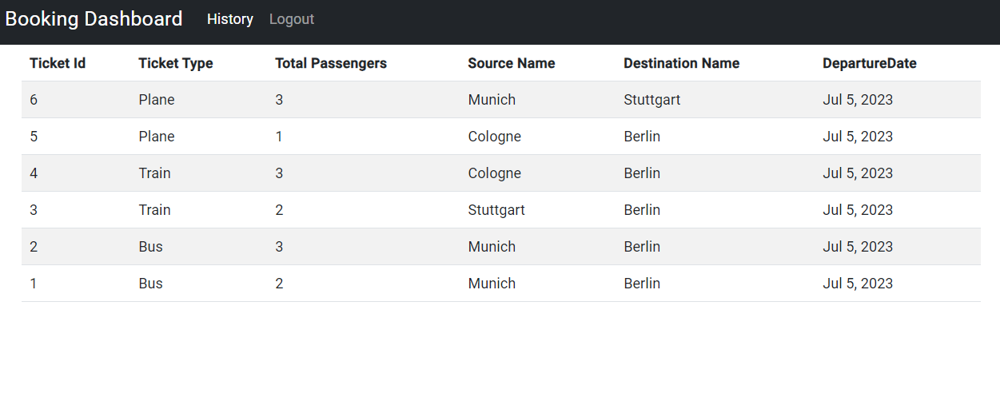 Booking Dashboard History Logout
Ticket Id Ticket Type Total Passengers Source Name Destination Name DepartureDate
6 Plane 3 Munich Stuttgart Jul 5, 2023
5 Plane 1 Cologne Berlin Jul 5, 2023
4 Train 3 Cologne Berlin Jul 5, 2023
3 Train 2 Stuttgart Berlin Jul 5, 2023
2 Bus 3 Munich Berlin Jul 5, 2023
1 Bus 2 Munich Berlin Jul 5, 2023